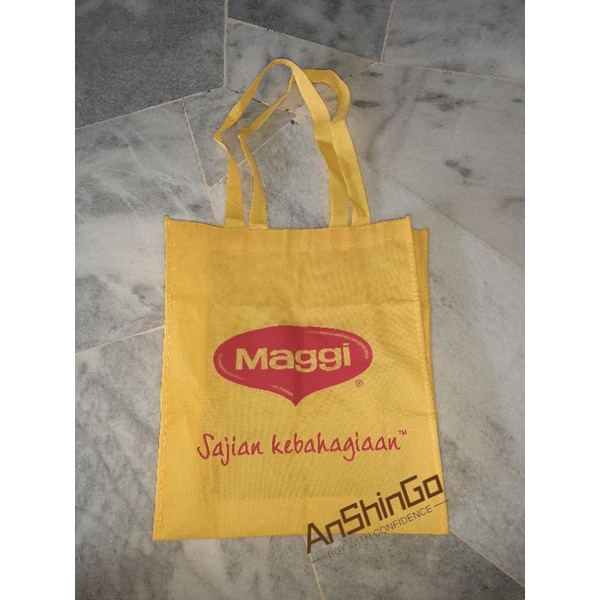 Maggi
®
Sajian kebahagiaan™
AnShinGo
BUY WITH CONFIDENCE